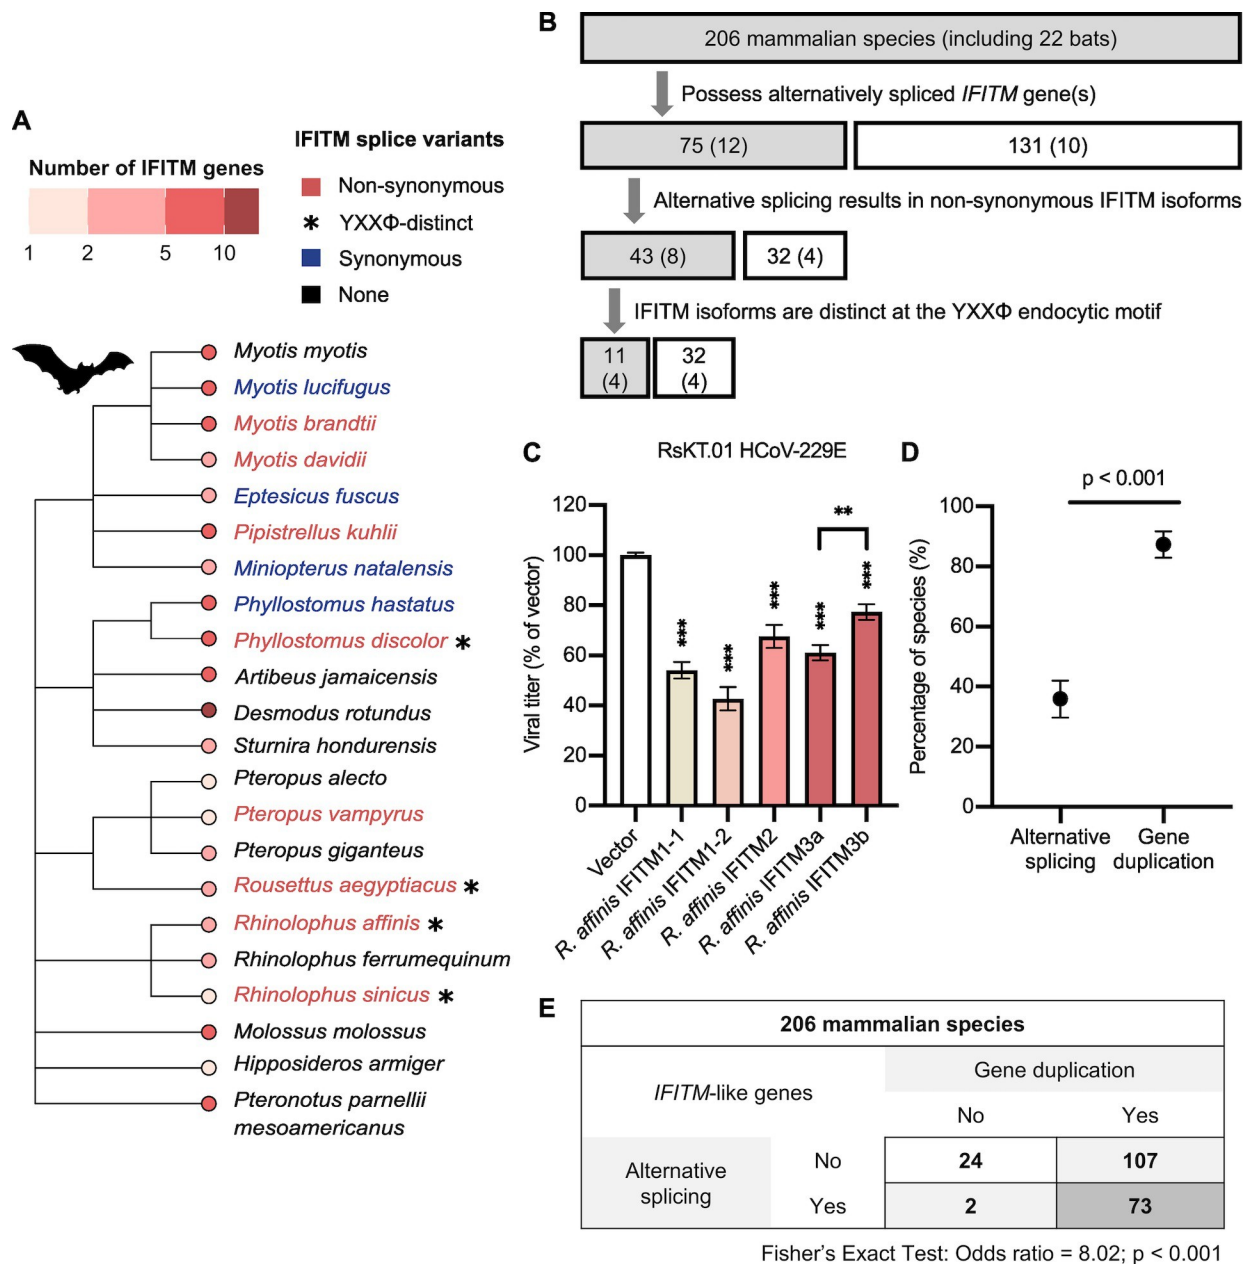 A
Number of IFITM genes
1 2 5 10
IFITM splice variants
Non-synonymous
* YXXΦ-distinct
Synonymous
None
Myotis myotis
Myotis lucifugus
Myotis brandtii
Myotis davidii
Eptesicus fuscus
Pipistrellus kuhlii
Miniopterus natalensis
Phyllostomus hastatus
Phyllostomus discolor *
Artibeus jamaicensis
Desmodus rotundus
Sturnira hondurensis
Pteropus alecto
Pteropus vampyrus
Pteropus giganteus
Rousettus aegyptiacus *
Rhinolophus affinis *
Rhinolophus ferrumequinum
Rhinolophus sinicus *
Molossus molossus
Hipposideros armiger
Pteronotus parnellii
mesoamericanus
B
206 mammalian species (including 22 bats)
Possess alternatively spliced IFITM gene(s)
75 (12) 131 (10)
Alternative splicing results in non-synonymous IFITM isoforms
43 (8) 32 (4)
IFITM isoforms are distinct at the YXXΦ endocytic motif
11 32
(4) (4)
C
RsKT.01 HCoV-229E
Viral titer (% of vector)
120
100
80
60
40
20
0
**
***
***
***
***
***
Vector
R. affinis IFITM1-1
R. affinis IFITM1-2
R. affinis IFITM2
R. affinis IFITM3a
R. affinis IFITM3b
D
p < 0.001
Percentage of species (%)
100
80
60
40
20
0
Alternative Gene
splicing duplication
E
206 mammalian species
IFITM-like genes
Gene duplication
No Yes
Alternative
splicing
No 24 107
Yes 2 73
Fisher's Exact Test: Odds ratio = 8.02; p < 0.001